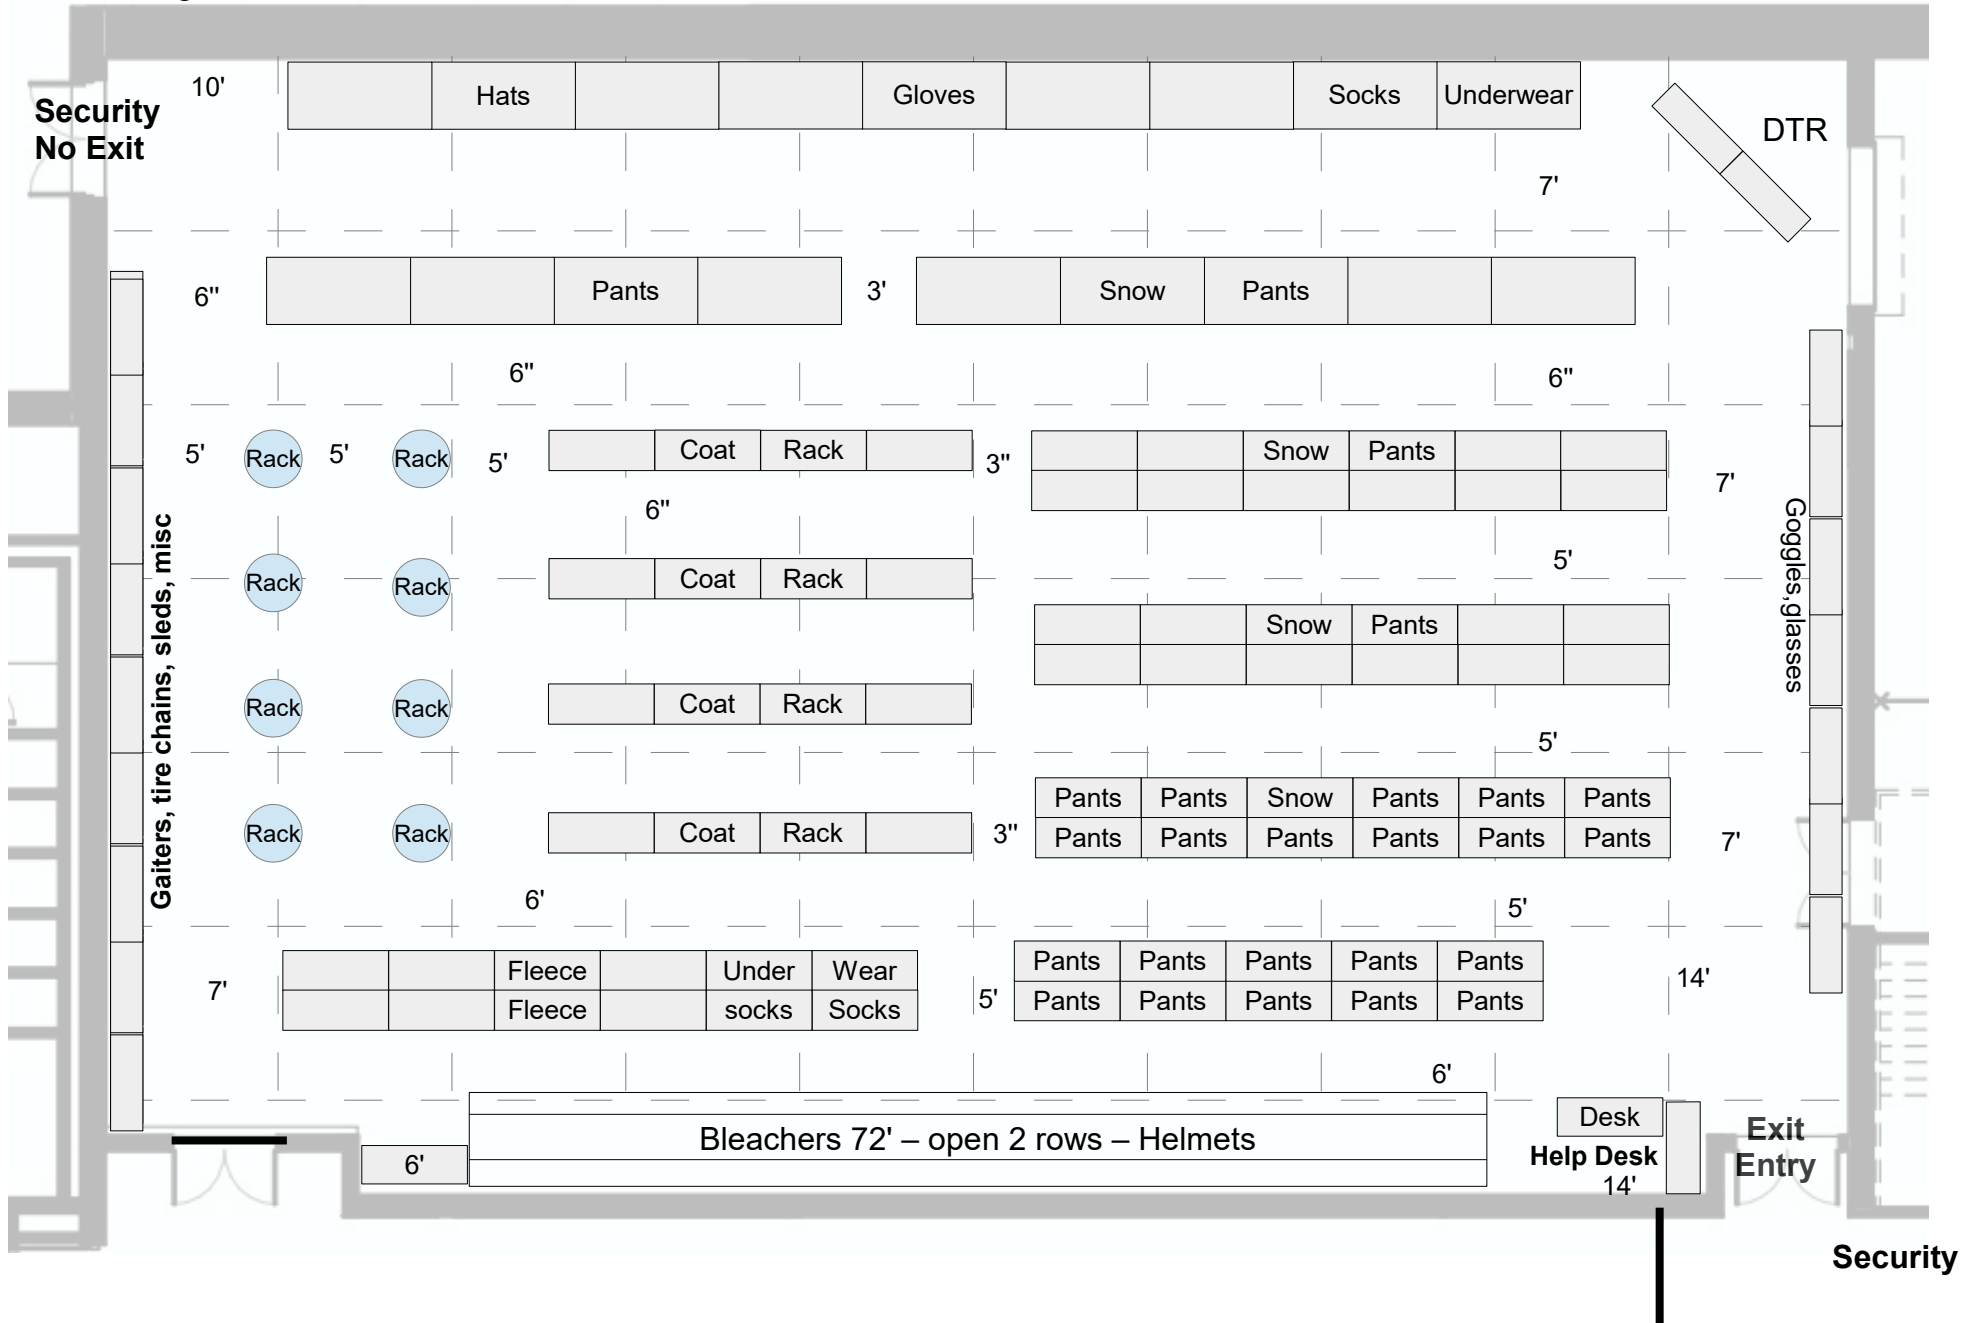 10'
Security
No Exit
Hats
Gloves
Socks
Underwear
DTR
7'
6"
Pants
3'
Snow
Pants
6"
6"
5'
Rack
5'
Rack
5'
Coat
Rack
3"
Snow
Pants
7'
6"
Gaiters, tire chains, sleds, misc
Goggles,glasses
5'
Rack
Rack
Coat
Rack
Snow
Pants
Rack
Rack
Coat
Rack
5'
Pants
Pants
Snow
Pants
Pants
Pants
Rack
Rack
Coat
Rack
3"
Pants
Pants
Pants
Pants
Pants
Pants
7'
6'
5'
7'
Fleece
Under
Wear
Fleece
socks
Socks
5'
Pants
Pants
Pants
Pants
Pants
Pants
Pants
Pants
Pants
Pants
14'
6'
6'
Bleachers 72' – open 2 rows – Helmets
Desk
Help Desk
14'
Exit
Entry
Security